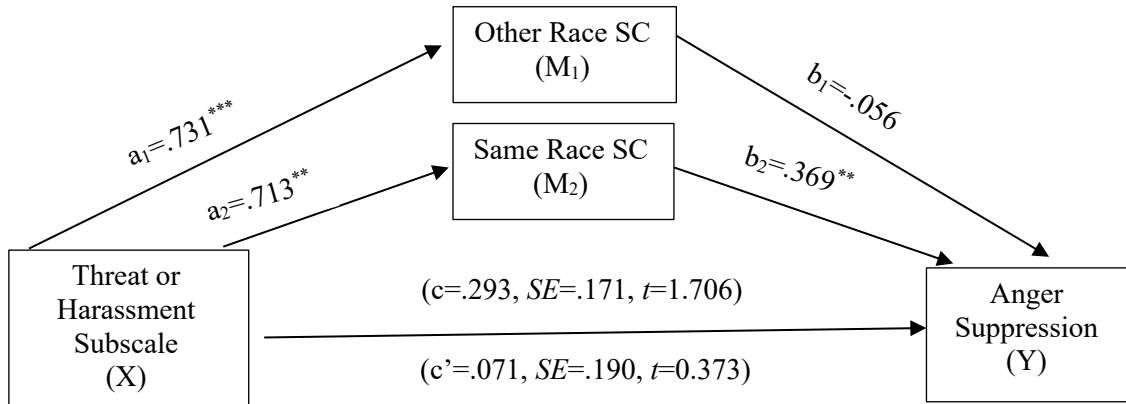 Other Race SC
(M₁)
a₁=.731***
b₁=-.056
Same Race SC
(M₂)
a₂=.713**
b₂=.369**
Threat or
Harassment
Subscale
(X)
(c=.293, SE=.171, t=1.706)
(c’=.071, SE=.190, t=0.373)
Anger
Suppression
(Y)